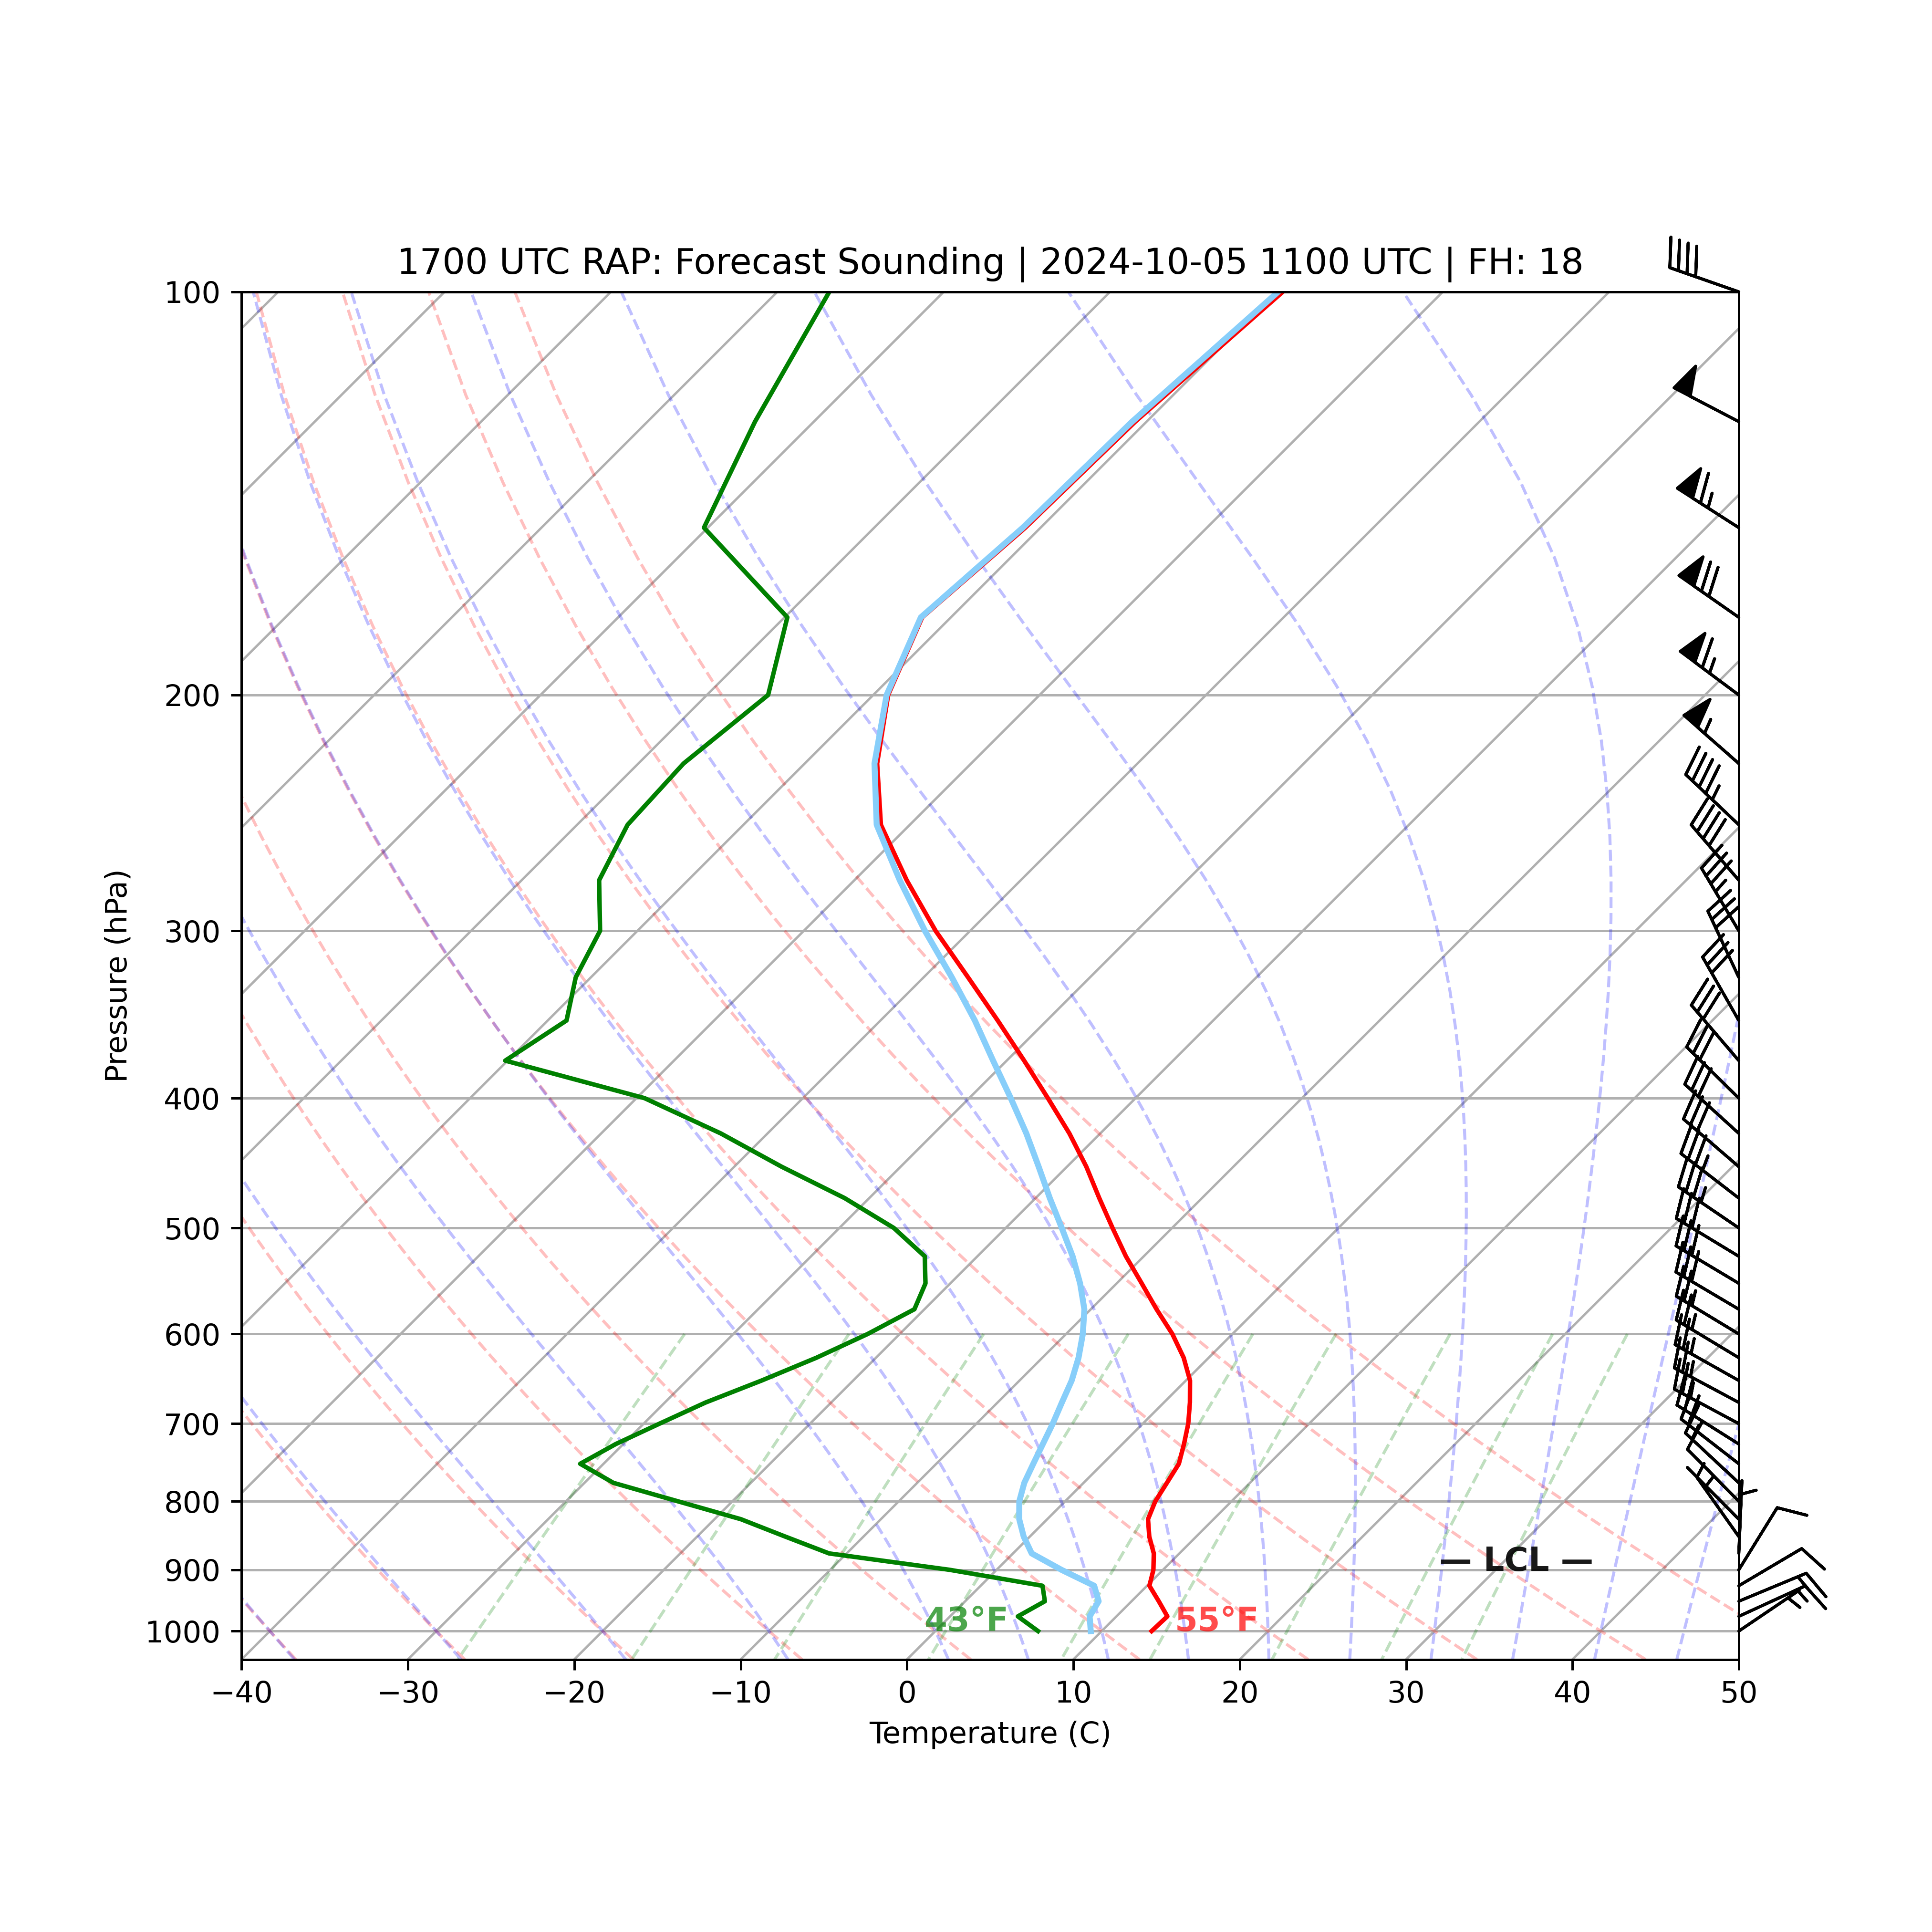 1700 UTC RAP: Forecast Sounding | 2024-10-05 1100 UTC | FH: 18
100
200
300
400
500
600
700
800
900
1000
Pressure (hPa)
— LCL —
43°F
55°F
−40 −30 −20 −10 0 10 20 30 40 50
Temperature (C)